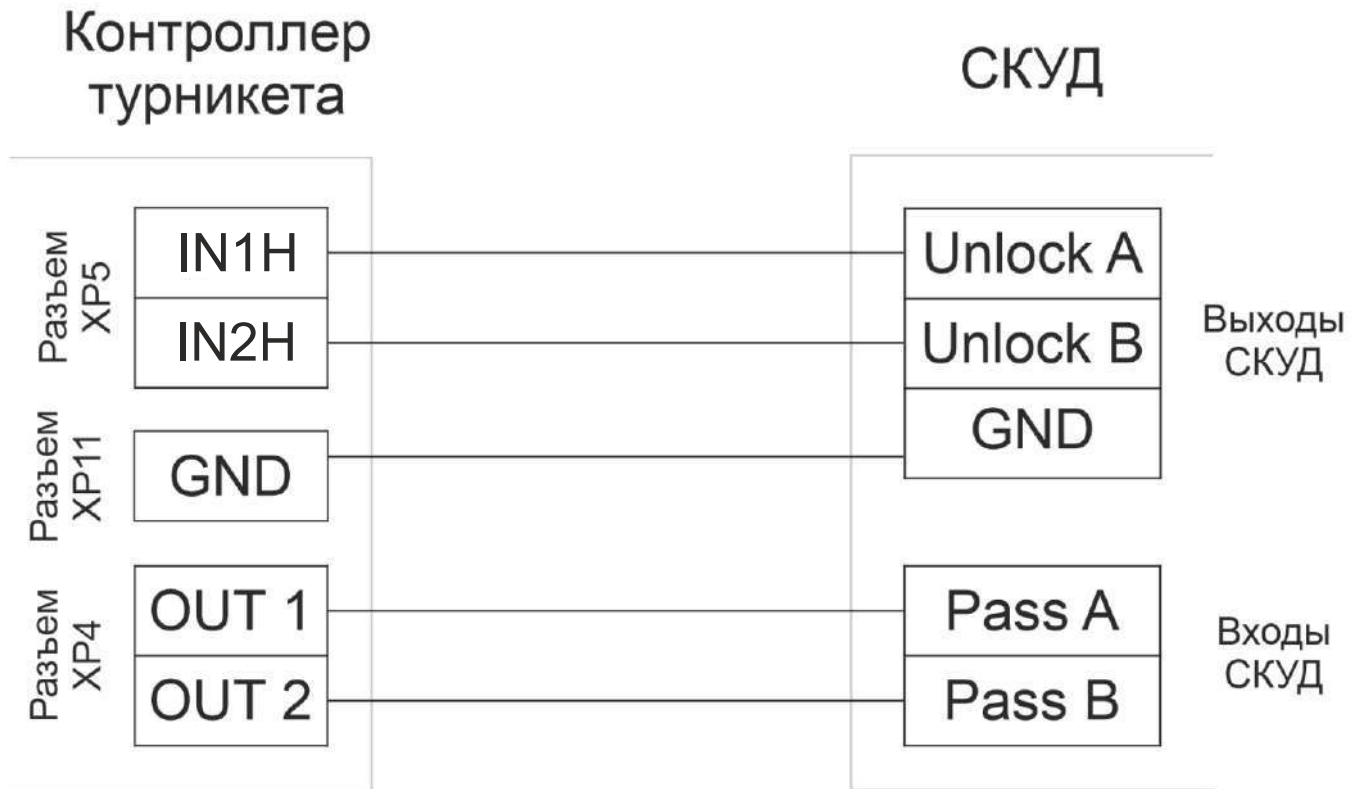 Контроллер
турникета
СКУД
Разъем
XP5
IN1H
IN2H
Unlock A
Unlock B
GND
Выходы
СКУД
Разъем
XP11
GND
Разъем
XP4
OUT 1
OUT 2
Pass A
Pass B
Входы
СКУД